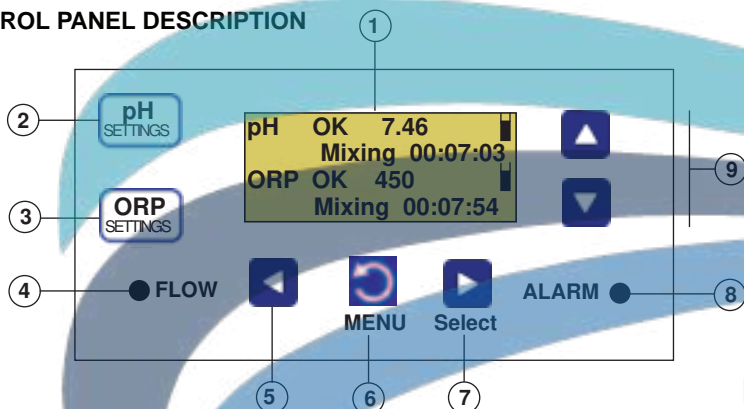 ROL PANEL DESCRIPTION
1
2
pH
SETTINGS
pH OK 7.46
Mixing 00:07:03
ORP OK 450
Mixing 00:07:54
9
3
ORP
SETTINGS
4
FLOW
MENU
Select
ALARM
8
5
6
7